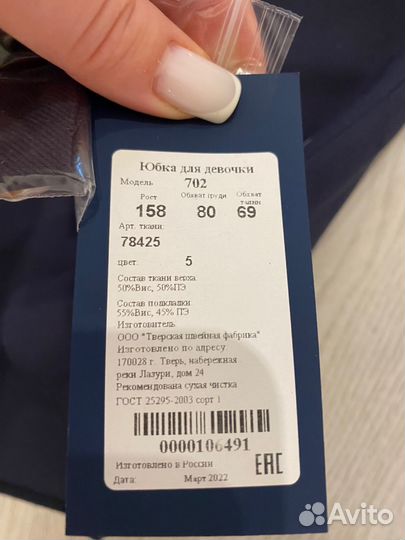 Юбка для девочки
Модель 702
Рост Обхват груди Обхват талии
158 80 69
Арт. ткани:
78425
цвет: 5
Состав ткани верха
50%Вис, 50%ПЭ
Состав подкладки
55%Вис, 45% ПЭ
Изготовитель
ООО "Тверская швейная фабрика"
Изготовлено по адресу
170028 г. Тверь, набережная
реки Лазури, дом 24
Рекомендована сухая чистка
ГОСТ 25295-2003 сорт 1
0000106491
Изготовлено в России
Дата: Март 2022
EAC
Avito